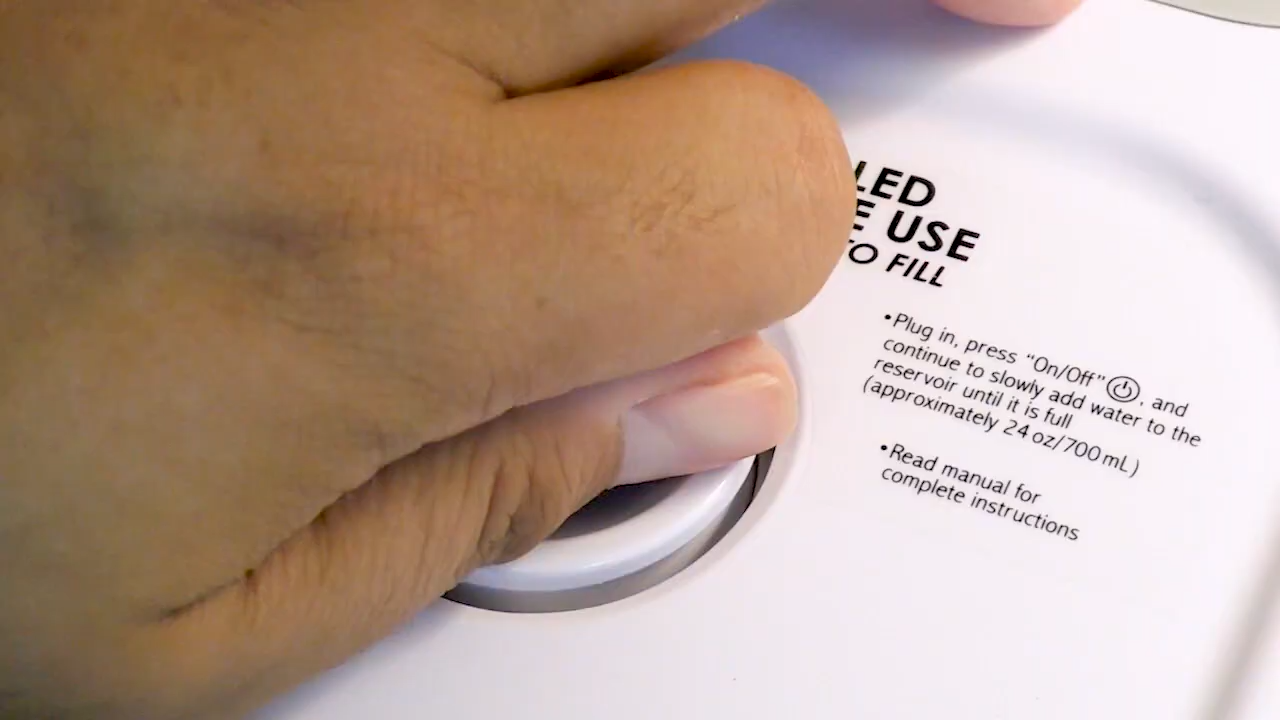 USE
TO FILL
•Plug in, press "On/Off" , and
continue to slowly add water to the
reservoir until it is full
(approximately 24 oz/700 mL)
•Read manual for
complete instructions